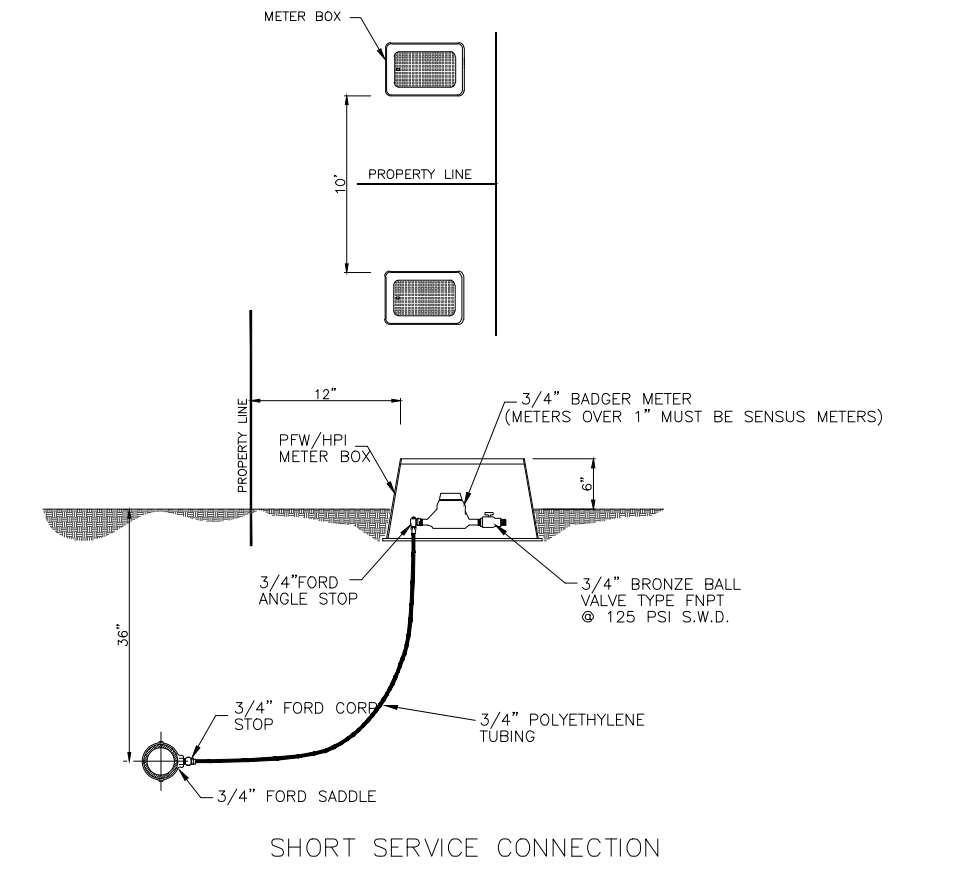 METER BOX
PROPERTY LINE
10'
12"
PROPERTY LINE
3/4" BADGER METER
(METERS OVER 1" MUST BE SENSUS METERS)
PFW/HPI
METER BOX
6"
3/4"FORD
ANGLE STOP
3/4" BRONZE BALL
VALVE TYPE FNPT
@ 125 PSI S.W.D.
36"
3/4" FORD CORP
STOP
3/4" POLYETHYLENE
TUBING
3/4" FORD SADDLE
SHORT SERVICE CONNECTION